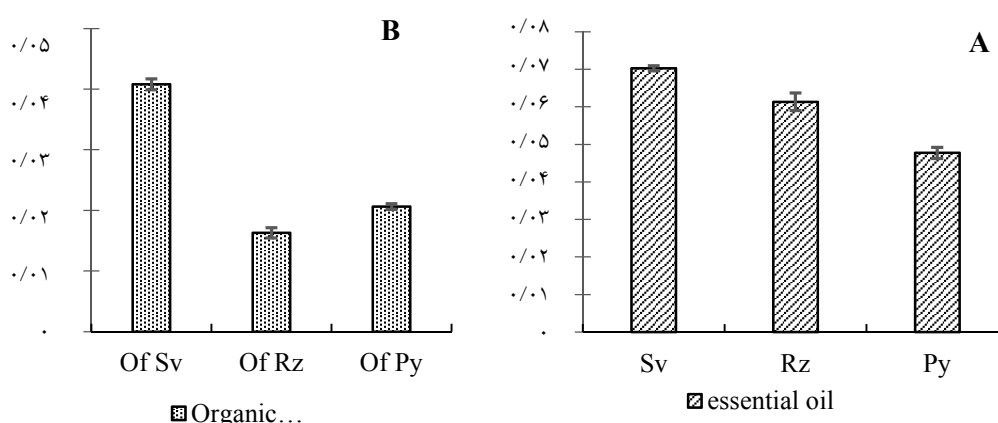 B
۰/۰۵
۰/۰۴
۰/۰۳
۰/۰۲
۰/۰۱
۰
Of Sv Of Rz Of Py
Organic…
A
۰/۰۸
۰/۰۷
۰/۰۶
۰/۰۵
۰/۰۴
۰/۰۳
۰/۰۲
۰/۰۱
۰
Sv Rz Py
essential oil